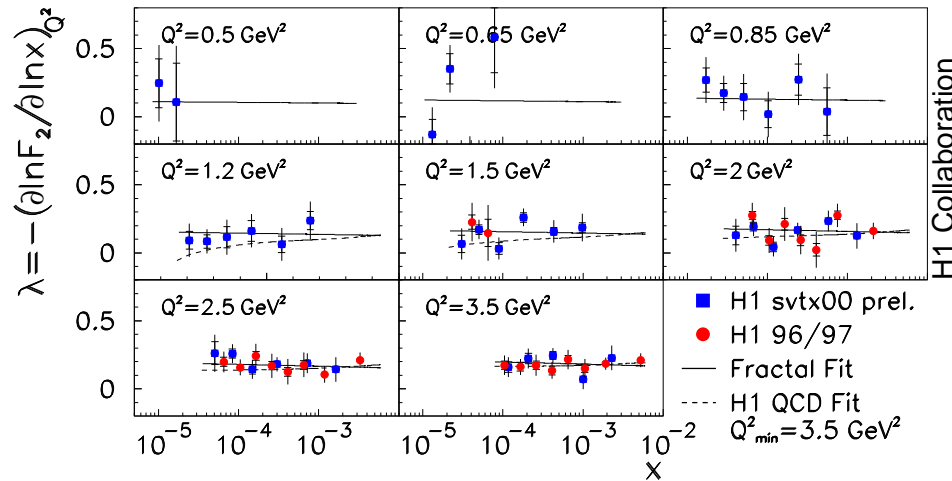 λ=-(∂lnF₂/∂lnx)Q²
Q²=0.5 GeV²
Q²=0.65 GeV²
Q²=0.85 GeV²
0.5
0
Q²=1.2 GeV²
Q²=1.5 GeV²
Q²=2 GeV²
0.5
0
Q²=2.5 GeV²
Q²=3.5 GeV²
0.5
0
H1 svtx00 prel.
H1 96/97
Fractal Fit
H1 QCD Fit
Q²min=3.5 GeV²
10⁻⁵ 10⁻⁴ 10⁻³ 10⁻⁵ 10⁻⁴ 10⁻³ 10⁻²
x
H1 Collaboration